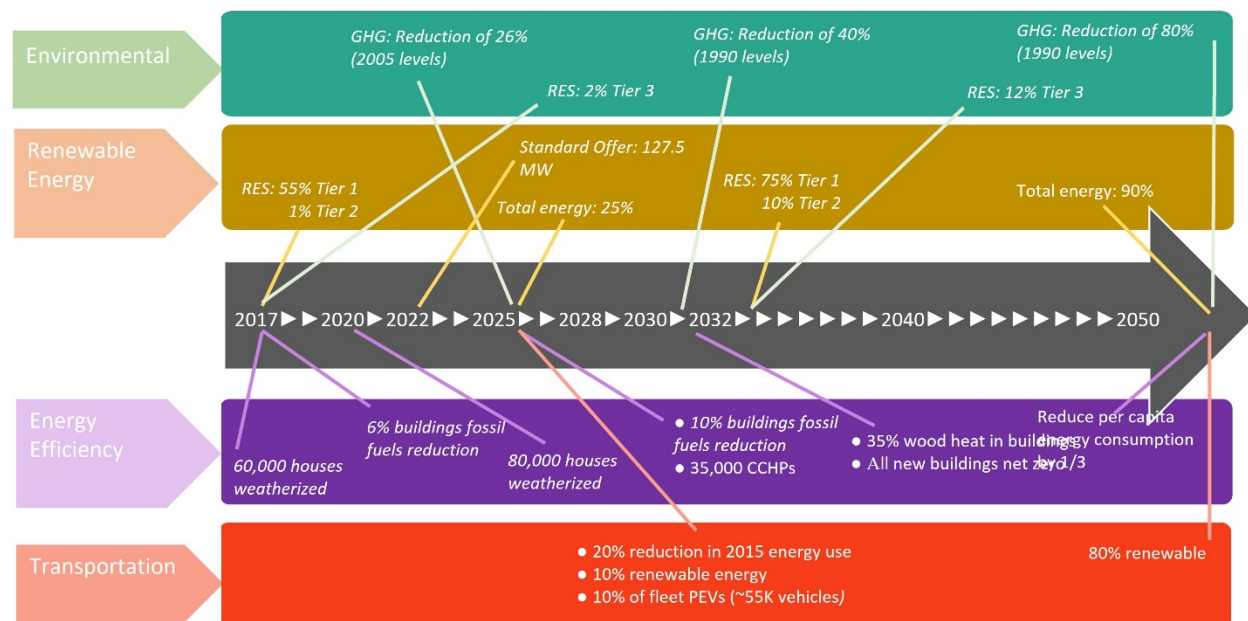 Environmental
GHG: Reduction of 26%
(2005 levels)
GHG: Reduction of 40%
(1990 levels)
GHG: Reduction of 80%
(1990 levels)
RES: 2% Tier 3
RES: 12% Tier 3
Renewable
Energy
Standard Offer: 127.5
MW
RES: 55% Tier 1
1% Tier 2
Total energy: 25%
RES: 75% Tier 1
10% Tier 2
Total energy: 90%
2017 ▶ ▶ 2020 ▶ 2022 ▶ ▶ 2025 ▶ ▶ 2028 ▶ 2030 ▶ 2032 ▶ ▶ ▶ ▶ ▶ ▶ ▶ ▶ 2040 ▶ ▶ ▶ ▶ ▶ ▶ ▶ ▶ ▶ ▶ 2050
Energy
Efficiency
60,000 houses
weatherized
6% buildings fossil
fuels reduction
80,000 houses
weatherized
● 10% buildings fossil
fuels reduction
● 35,000 CCHPs
● 35% wood heat in buildings
● All new buildings net zero
Reduce per capita
energy consumption
by 1/3
Transportation
● 20% reduction in 2015 energy use
● 10% renewable energy
● 10% of fleet PEVs (~55K vehicles)
80% renewable